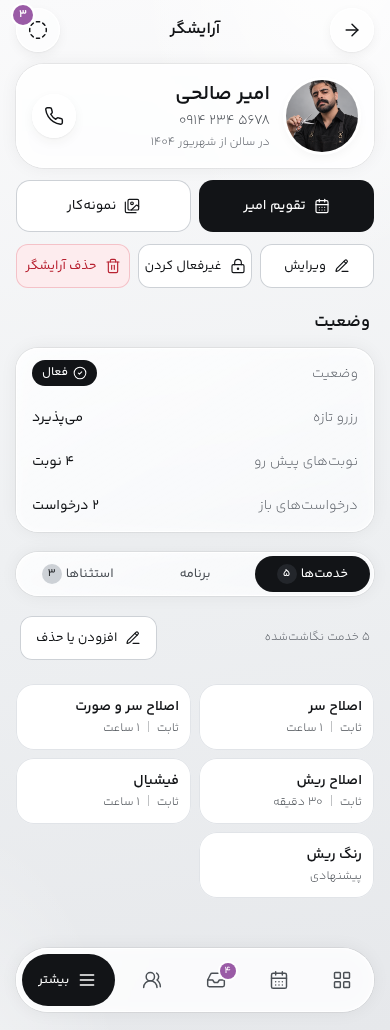 آرایشگر
۳
امیر صالحی
۰۹۱۴ ۲۳۴ ۵۶۷۸
در سالن از شهریور ۱۴۰۴
تقویم امیر
نمونه‌کار
ویرایش
غیرفعال کردن
حذف آرایشگر
وضعیت
وضعیت
فعال
رزرو تازه
می‌پذیرد
نوبت‌های پیش رو
۴ نوبت
درخواست‌های باز
۲ درخواست
خدمت‌ها ۵
برنامه
استثناها ۳
۵ خدمت نگاشت‌شده
افزودن یا حذف
اصلاح سر
ثابت | ۱ ساعت
اصلاح سر و صورت
ثابت | ۱ ساعت
اصلاح ریش
ثابت | ۳۰ دقیقه
فیشیال
ثابت | ۱ ساعت
رنگ ریش
پیشنهادی
۴
بیشتر